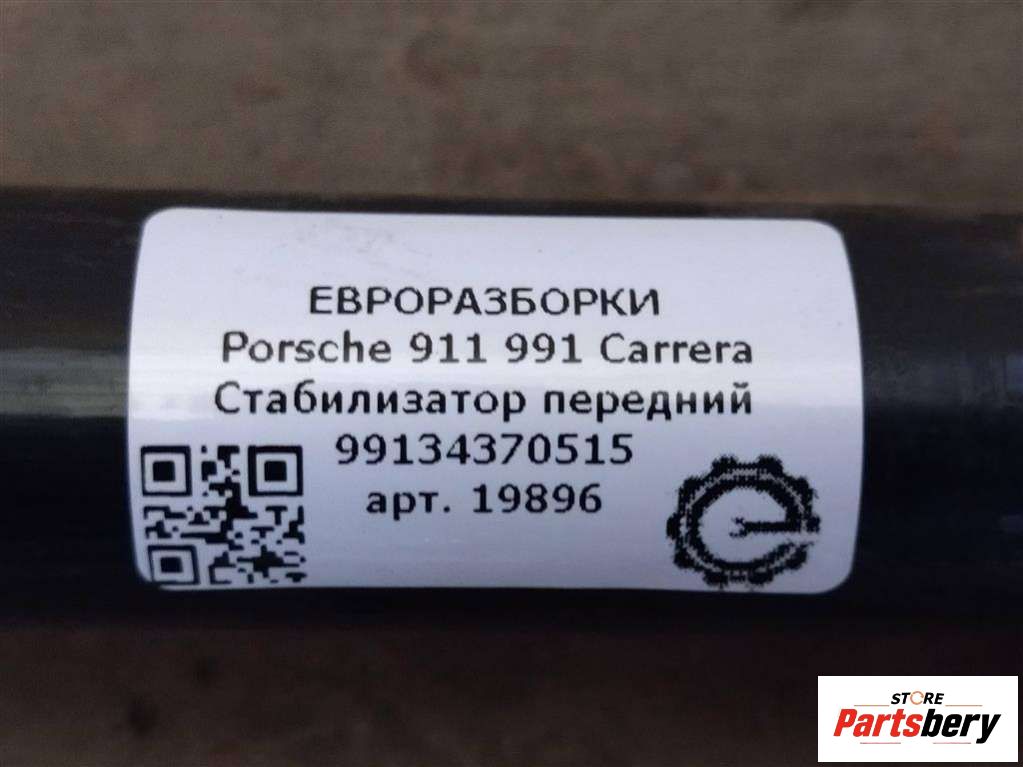 ЕВРОРАЗБОРКИ
Porsche 911 991 Carrera
Стабилизатор передний
99134370515
арт. 19896
STORE
Partsbery